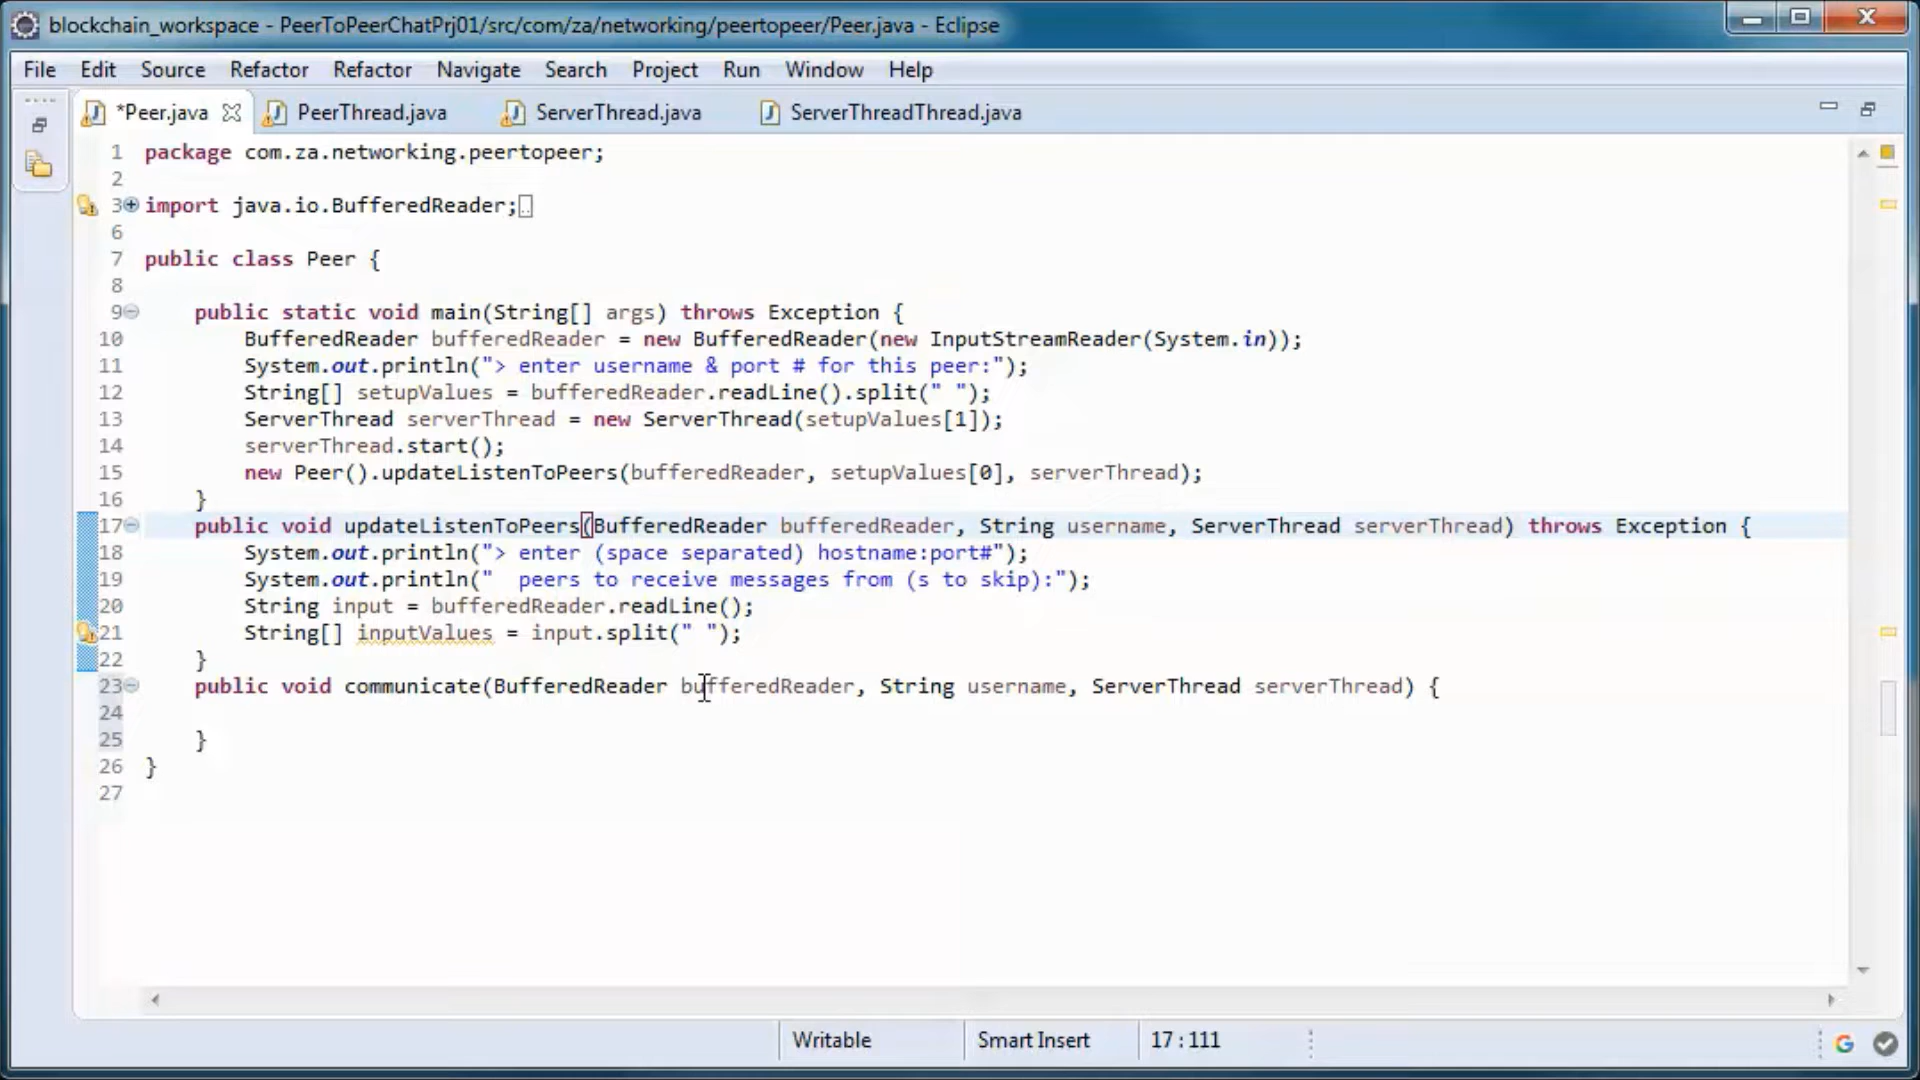 blockchain_workspace - PeerToPeerChatPrj01/src/com/za/networking/peertopeer/Peer.java - Eclipse
File Edit Source Refactor Refactor Navigate Search Project Run Window Help
*Peer.java PeerThread.java ServerThread.java ServerThreadThread.java
1 package com.za.networking.peertopeer;
2
3 import java.io.BufferedReader;
6
7 public class Peer {
8
9 public static void main(String[] args) throws Exception {
10 BufferedReader bufferedReader = new BufferedReader(new InputStreamReader(System.in));
11 System.out.println("> enter username & port # for this peer:");
12 String[] setupValues = bufferedReader.readLine().split(" ");
13 ServerThread serverThread = new ServerThread(setupValues[1]);
14 serverThread.start();
15 new Peer().updateListenToPeers(bufferedReader, setupValues[0], serverThread);
16 }
17 public void updateListenToPeers(BufferedReader bufferedReader, String username, ServerThread serverThread) throws Exception {
18 System.out.println("> enter (space separated) hostname:port#");
19 System.out.println("  peers to receive messages from (s to skip):");
20 String input = bufferedReader.readLine();
21 String[] inputValues = input.split(" ");
22 }
23 public void communicate(BufferedReader bufferedReader, String username, ServerThread serverThread) {
24
25 }
26 }
27
Writable Smart Insert 17 : 111